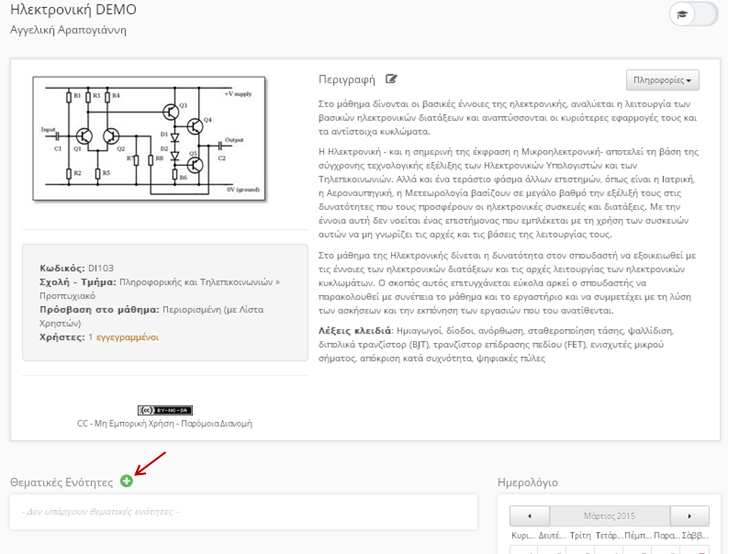 Ηλεκτρονική DEMO
Αγγελική Αραπογιάννη
+V supply
R1
R3
R4
Q3
Q4
Input
D1
Output
C1
Q1
Q2
D2
C2
R7
R8
Q5
R2
R5
R6
0V (ground)
Κωδικός: DI103
Σχολή - Τμήμα: Πληροφορικής και Τηλεπικοινωνιών »
Προπτυχιακό
Πρόσβαση στο μάθημα: Περιορισμένη (με Λίστα
Χρηστών)
Χρήστες: 1 εγγεγραμμένοι
(cc) BY-NC-SA
CC - Μη Εμπορική Χρήση - Παρόμοια Διανομή
Περιγραφή
Πληροφορίες
Στο μάθημα δίνονται οι βασικές έννοιες της ηλεκτρονικής, αναλύεται η λειτουργία των
βασικών ηλεκτρονικών διατάξεων και αναπτύσσονται οι κυριότερες εφαρμογές τους και
τα αντίστοιχα κυκλώματα.
Η Ηλεκτρονική - και η σημερινή της έκφραση η Μικροηλεκτρονική- αποτελεί τη βάση της
σύγχρονης τεχνολογικής εξέλιξης των Ηλεκτρονικών Υπολογιστών και των
Τηλεπικοινωνιών. Αλλά και ένα τεράστιο φάσμα άλλων επιστημών, όπως είναι η Ιατρική,
η Αεροναυπηγική, η Μετεωρολογία βασίζουν σε μεγάλο βαθμό την εξέλιξή τους στις
δυνατότητες που τους προσφέρουν οι ηλεκτρονικές συσκευές και διατάξεις. Με την
έννοια αυτή δεν νοείται ένας επιστήμονας που εμπλέκεται με τη χρήση των συσκευών
αυτών να μη γνωρίζει τις αρχές και τις βάσεις της λειτουργίας τους.
Στο μάθημα της Ηλεκτρονικής δίνεται η δυνατότητα στον σπουδαστή να εξοικειωθεί με
τις έννοιες των ηλεκτρονικών διατάξεων και τις αρχές λειτουργίας των ηλεκτρονικών
κυκλωμάτων. Ο σκοπός αυτός επιτυγχάνεται εύκολα αρκεί ο σπουδαστής να
παρακολουθεί με συνέπεια το μάθημα και το εργαστήριο και να συμμετέχει με τη λύση
των ασκήσεων και την εκπόνηση των εργασιών που του ανατίθενται.
Λέξεις κλειδιά: Ημιαγωγοί, δίοδοι, ανόρθωση, σταθεροποίηση τάσης, ψαλλίδιση,
διπολικά τρανζίστορ (BJT), τρανζίστορ επίδρασης πεδίου (FET), ενισχυτές μικρού
σήματος, απόκριση κατά συχνότητα, ψηφιακές πύλες
Θεματικές Ενότητες
- Δεν υπάρχουν θεματικές ενότητες -
Ημερολόγιο
Μάρτιος 2015
Κυρι... Δευτέ... Τρίτη Τετάρ... Πέμπ... Παρα... Σάββ...